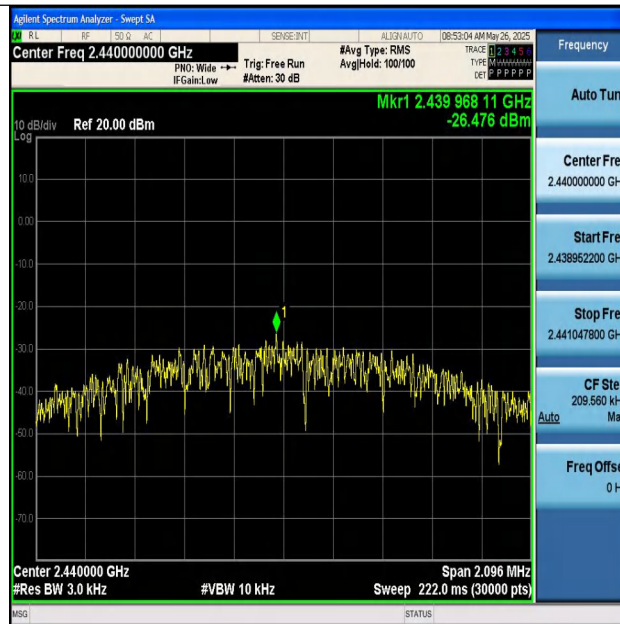 Agilent Spectrum Analyzer - Swept SA
LXI RL RF 50 Ω AC SENSE:INT ALIGNAUTO 08:53:04 AM May 26, 2025
Center Freq 2.440000000 GHz
#Avg Type: RMS
TRACE 1 2 3 4 5 6
PNO: Wide
Trig: Free Run
Avg|Hold: 100/100
TYPE M
IFGain:Low
#Atten: 30 dB
DET P P P P P P
Frequency
Mkr1 2.439 968 11 GHz
10 dB/div Ref 20.00 dBm
-26.476 dBm
Log
Auto Tun
10.0
Center Fre
2.440000000 GH
0.00
-10.0
Start Fre
2.438952200 GH
-20.0
1
Stop Fre
2.441047800 GH
-30.0
-40.0
CF Ste
209.560 kH
Auto Ma
-50.0
-60.0
Freq Offse
0 H
-70.0
Center 2.440000 GHz Span 2.096 MHz
#Res BW 3.0 kHz #VBW 10 kHz Sweep 222.0 ms (30000 pts)
MSG STATUS